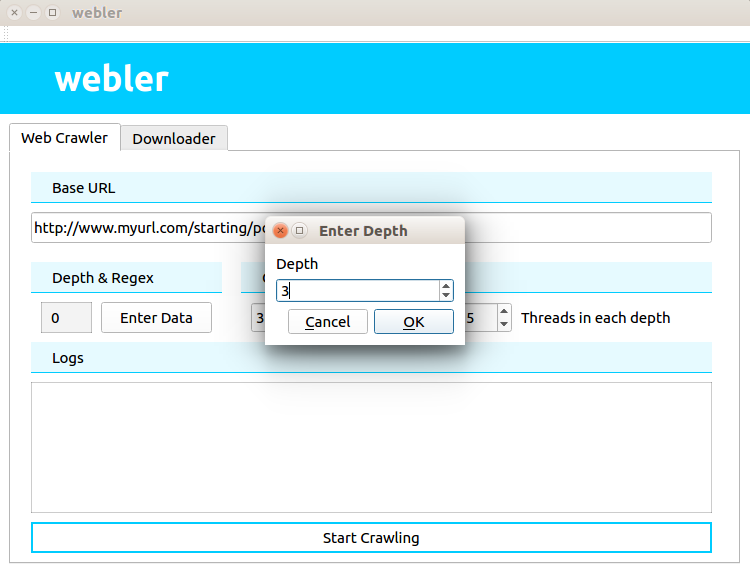 webler
webler
Web Crawler
Downloader
Base URL
http://www.myurl.com/starting/
Enter Depth
Depth
3
Cancel
OK
Depth & Regex
0
Enter Data
3
5
Threads in each depth
Logs
Start Crawling